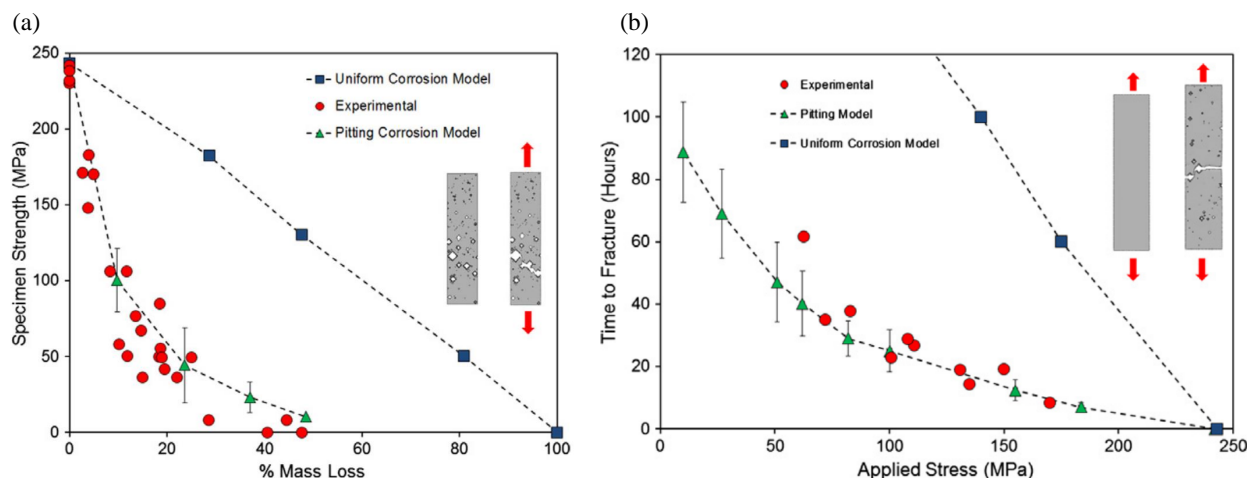 (a)
Specimen Strength (MPa)
250
200
150
100
50
0
Uniform Corrosion Model
Experimental
Pitting Corrosion Model
0 20 40 60 80 100
% Mass Loss
(b)
Time to Fracture (Hours)
120
100
80
60
40
20
0
Experimental
Pitting Model
Uniform Corrosion Model
0 50 100 150 200 250
Applied Stress (MPa)